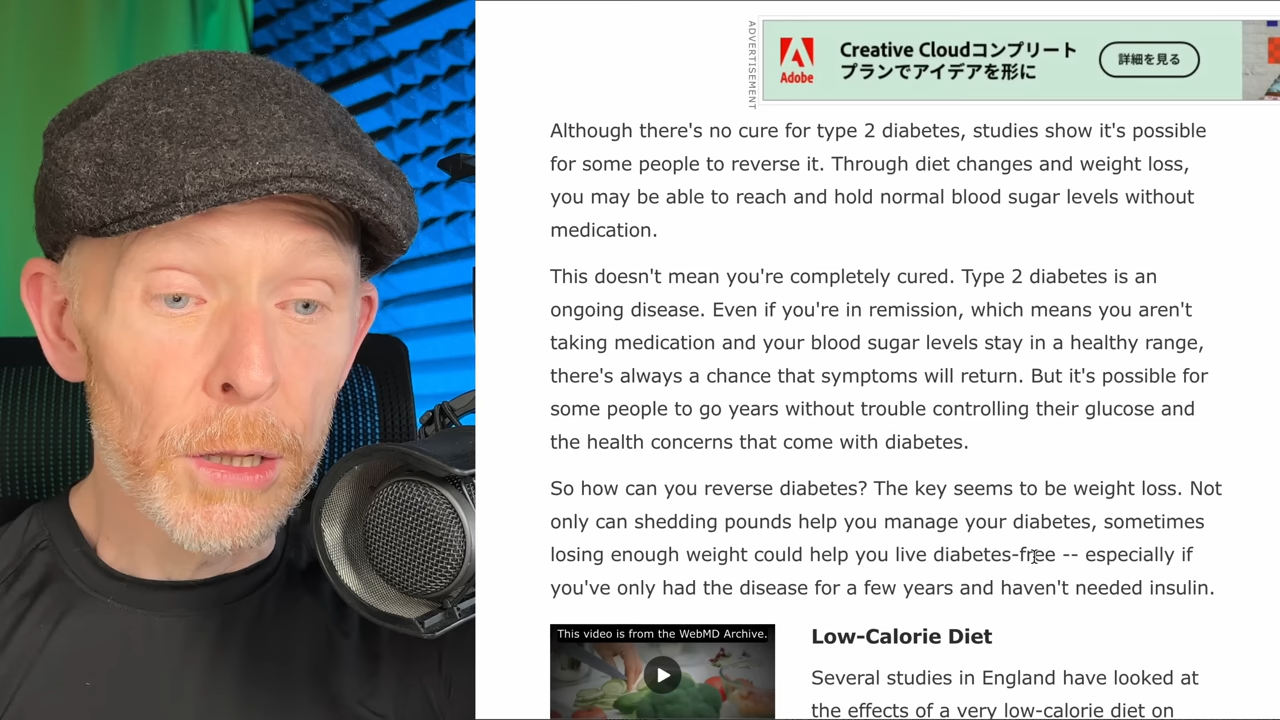 ADVERTISEMENT
Adobe
Creative Cloudコンプリート
プランでアイデアを形に
詳細を見る
Although there's no cure for type 2 diabetes, studies show it's possible
for some people to reverse it. Through diet changes and weight loss,
you may be able to reach and hold normal blood sugar levels without
medication.
This doesn't mean you're completely cured. Type 2 diabetes is an
ongoing disease. Even if you're in remission, which means you aren't
taking medication and your blood sugar levels stay in a healthy range,
there's always a chance that symptoms will return. But it's possible for
some people to go years without trouble controlling their glucose and
the health concerns that come with diabetes.
So how can you reverse diabetes? The key seems to be weight loss. Not
only can shedding pounds help you manage your diabetes, sometimes
losing enough weight could help you live diabetes-free -- especially if
you've only had the disease for a few years and haven't needed insulin.
This video is from the WebMD Archive.
Low-Calorie Diet
Several studies in England have looked at
the effects of a very low-calorie diet on